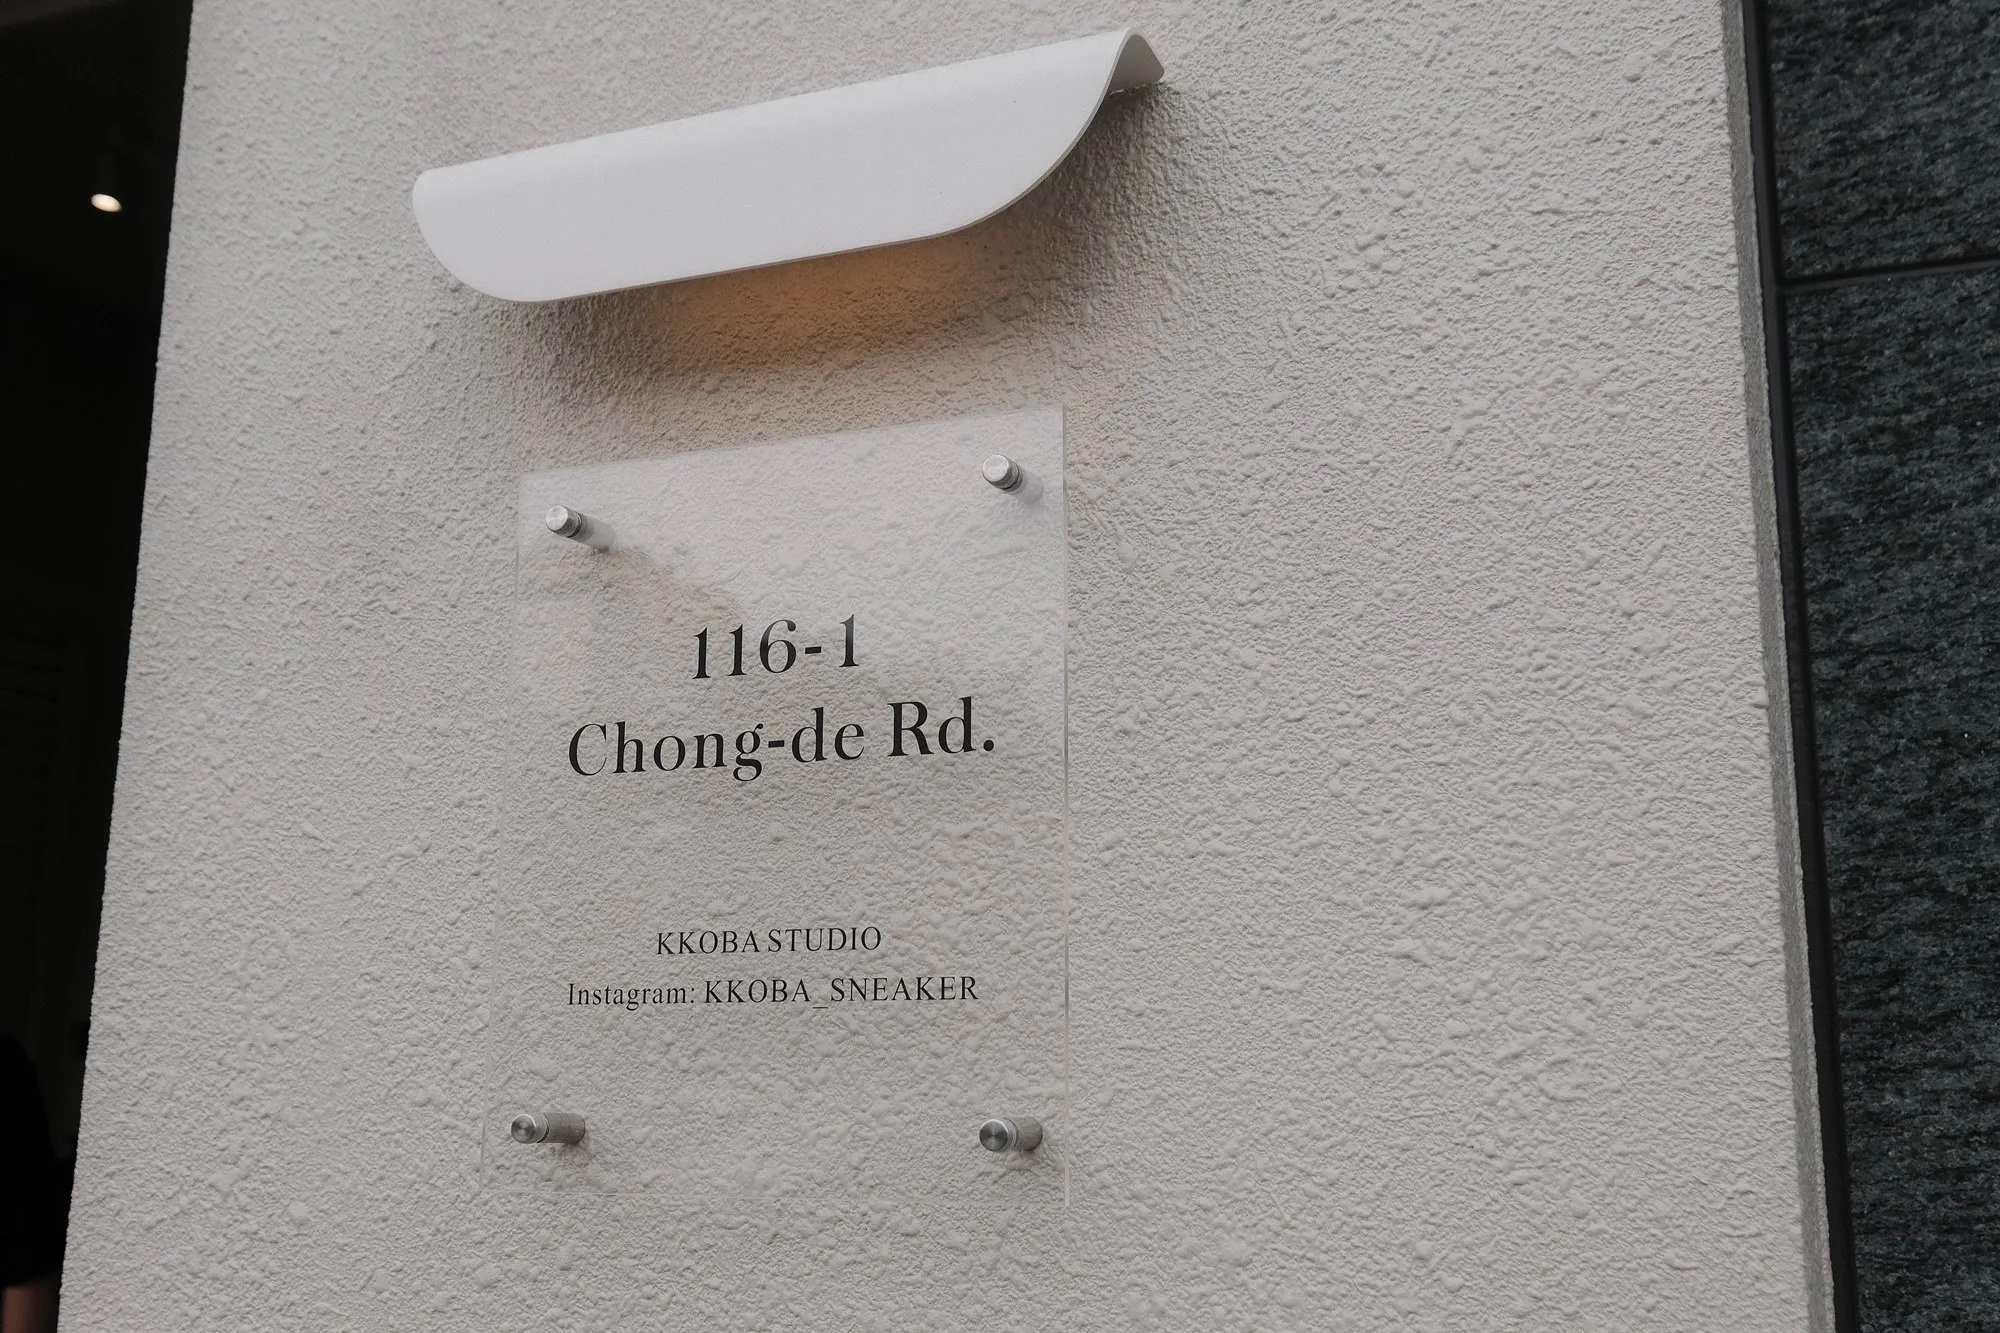 116-1
Chong-de Rd.
KKOBA STUDIO
Instagram: KKOBA_SNEAKER